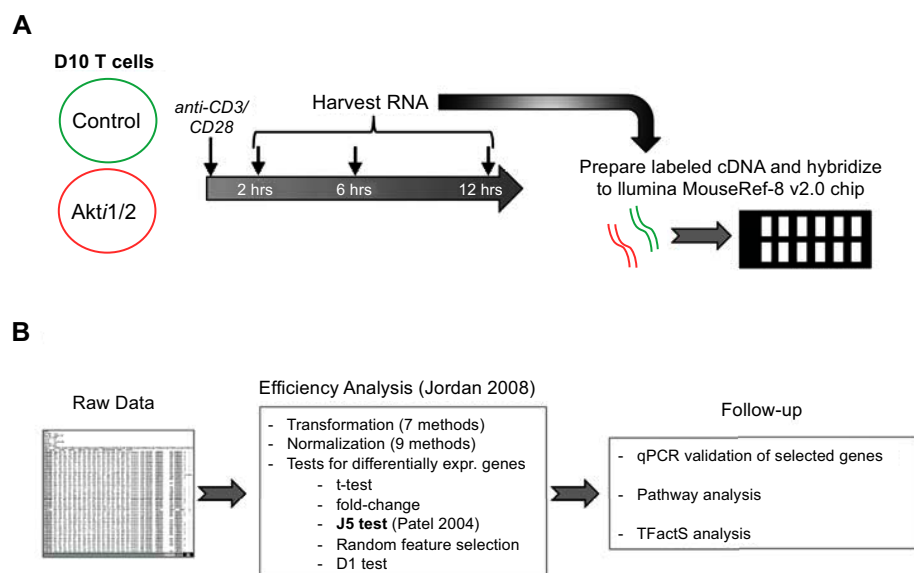 A
D10 T cells
Control
Akti1/2
anti-CD3/
CD28
Harvest RNA
2 hrs
6 hrs
12 hrs
Prepare labeled cDNA and hybridize
to Ilumina MouseRef-8 v2.0 chip
B
Raw Data
Efficiency Analysis (Jordan 2008)
- Transformation (7 methods)
- Normalization (9 methods)
- Tests for differentially expr. genes
- t-test
- fold-change
- J5 test (Patel 2004)
- Random feature selection
- D1 test
Follow-up
- qPCR validation of selected genes
- Pathway analysis
- TFactS analysis